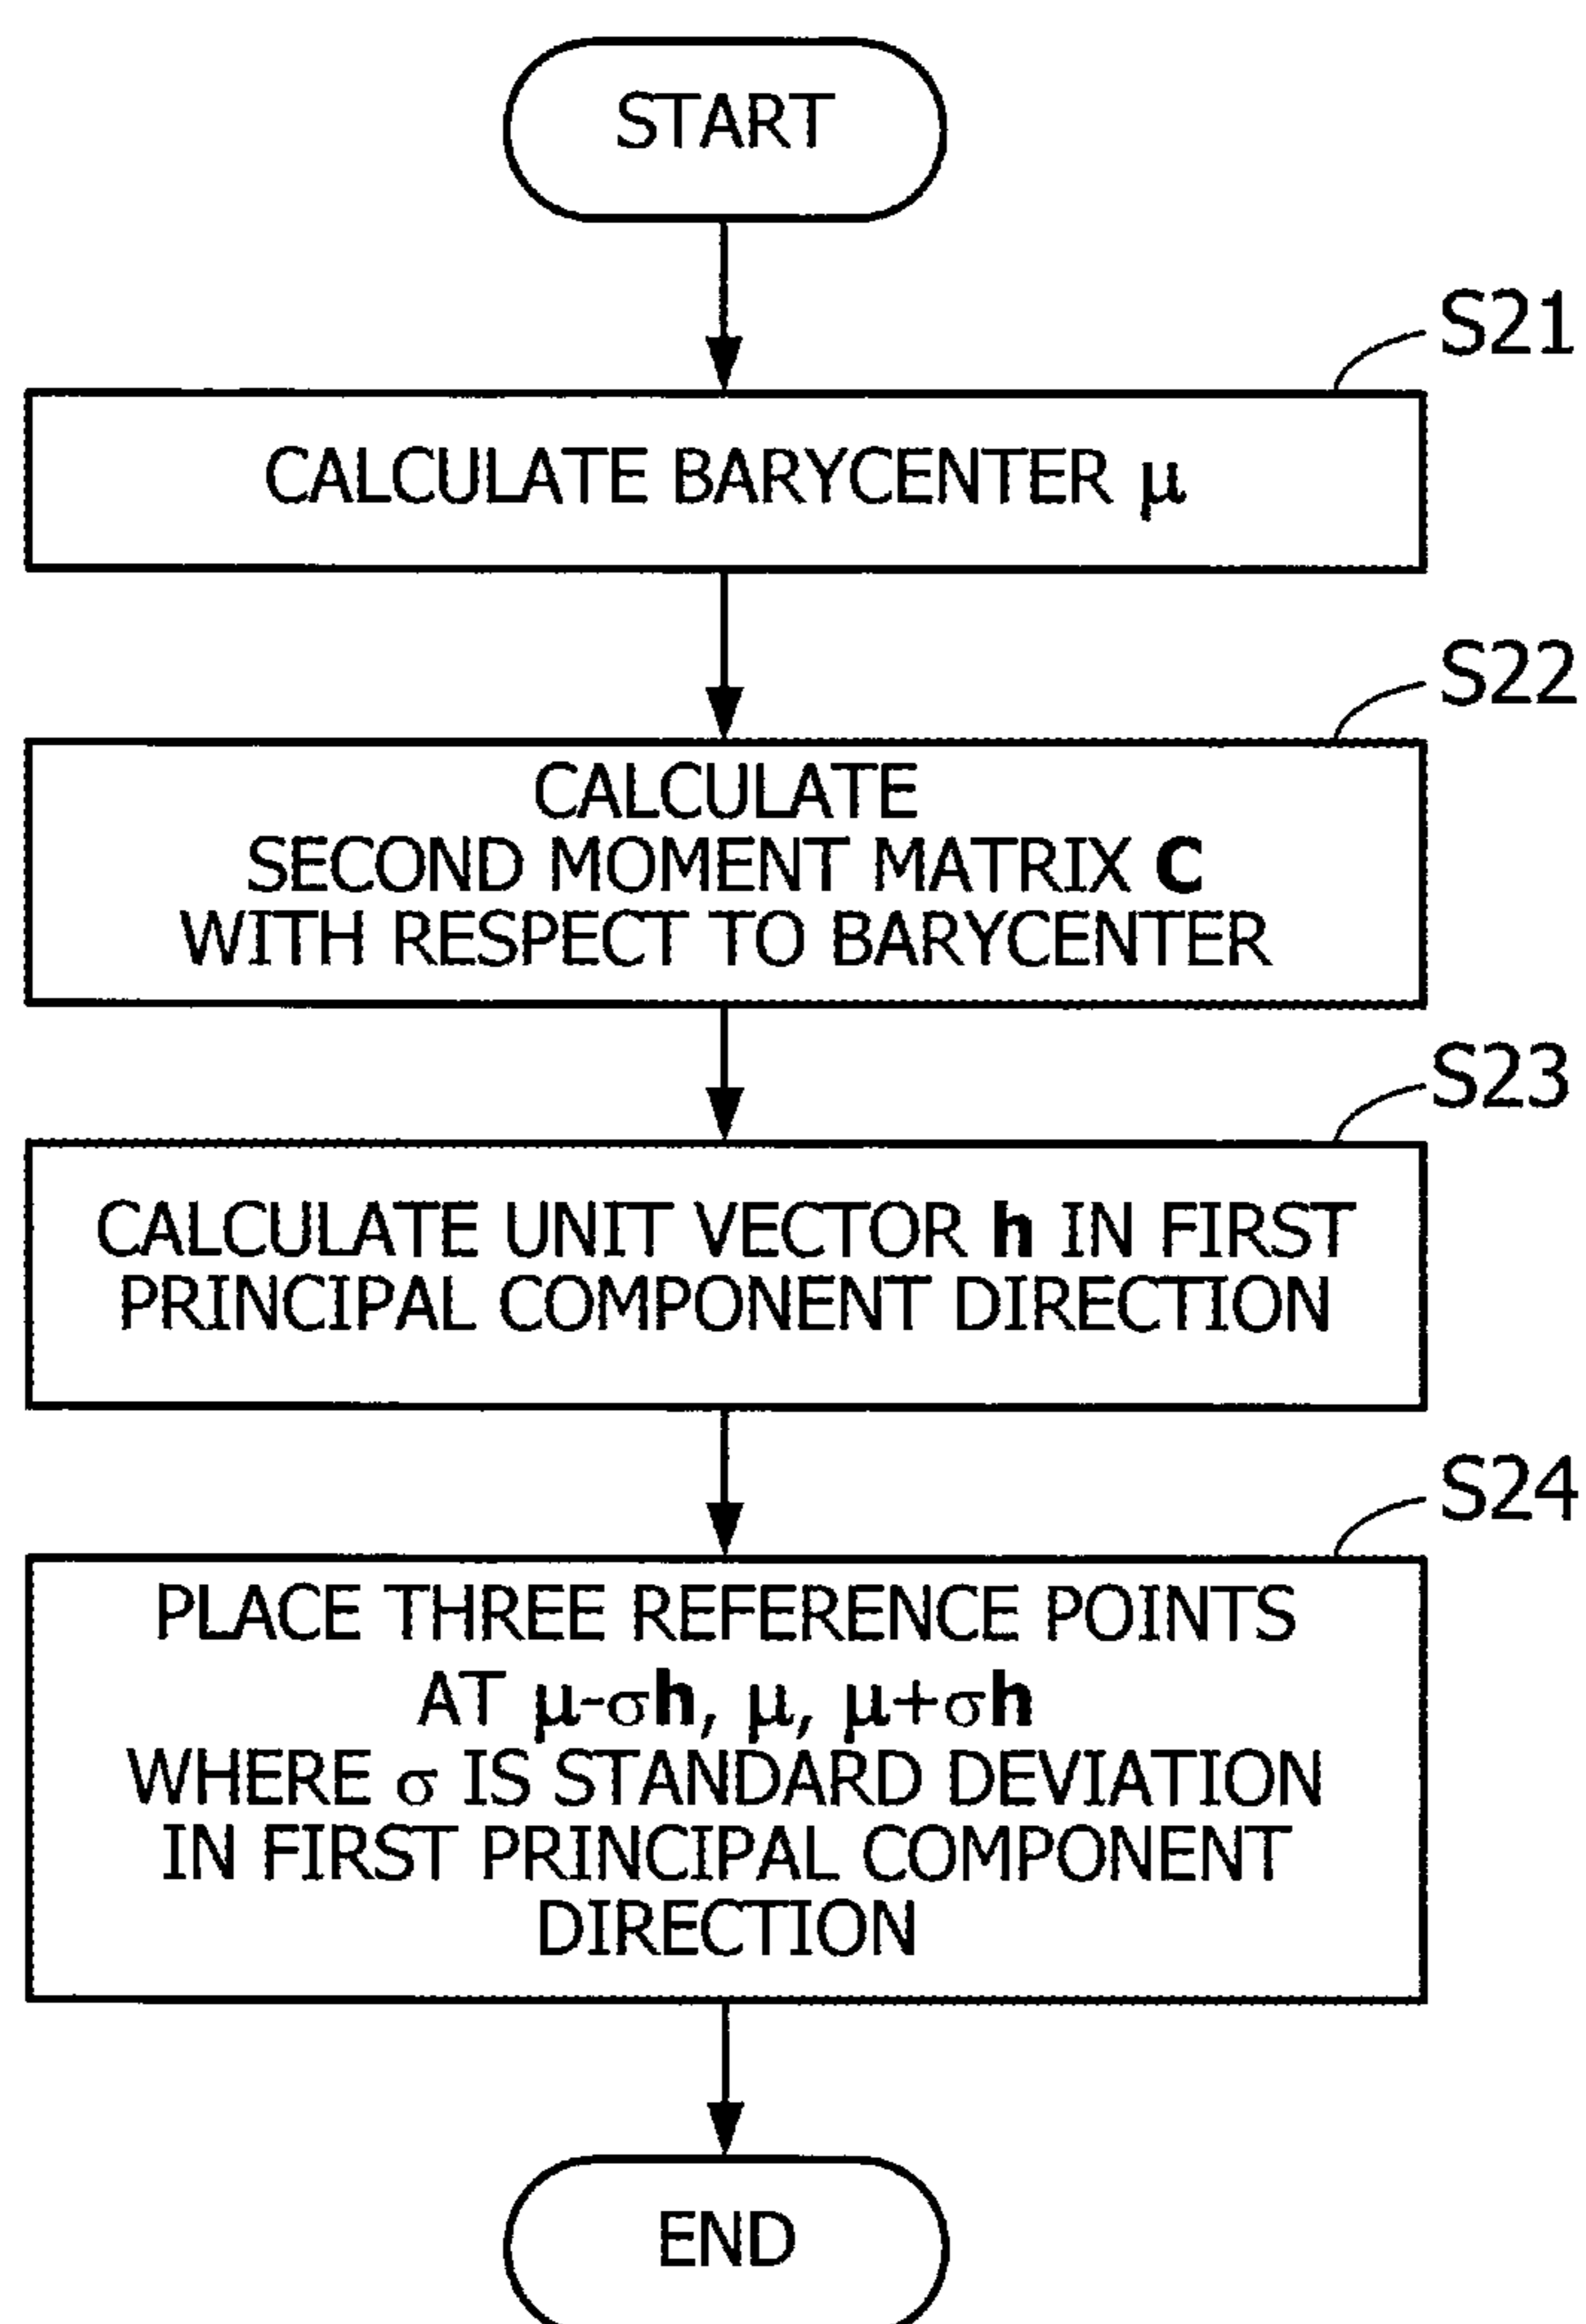 START
S21
CALCULATE BARYCENTER μ
S22
CALCULATE
SECOND MOMENT MATRIX C
WITH RESPECT TO BARYCENTER
S23
CALCULATE UNIT VECTOR h IN FIRST
PRINCIPAL COMPONENT DIRECTION
S24
PLACE THREE REFERENCE POINTS
AT μ-σh, μ, μ+σh
WHERE σ IS STANDARD DEVIATION
IN FIRST PRINCIPAL COMPONENT
DIRECTION
END